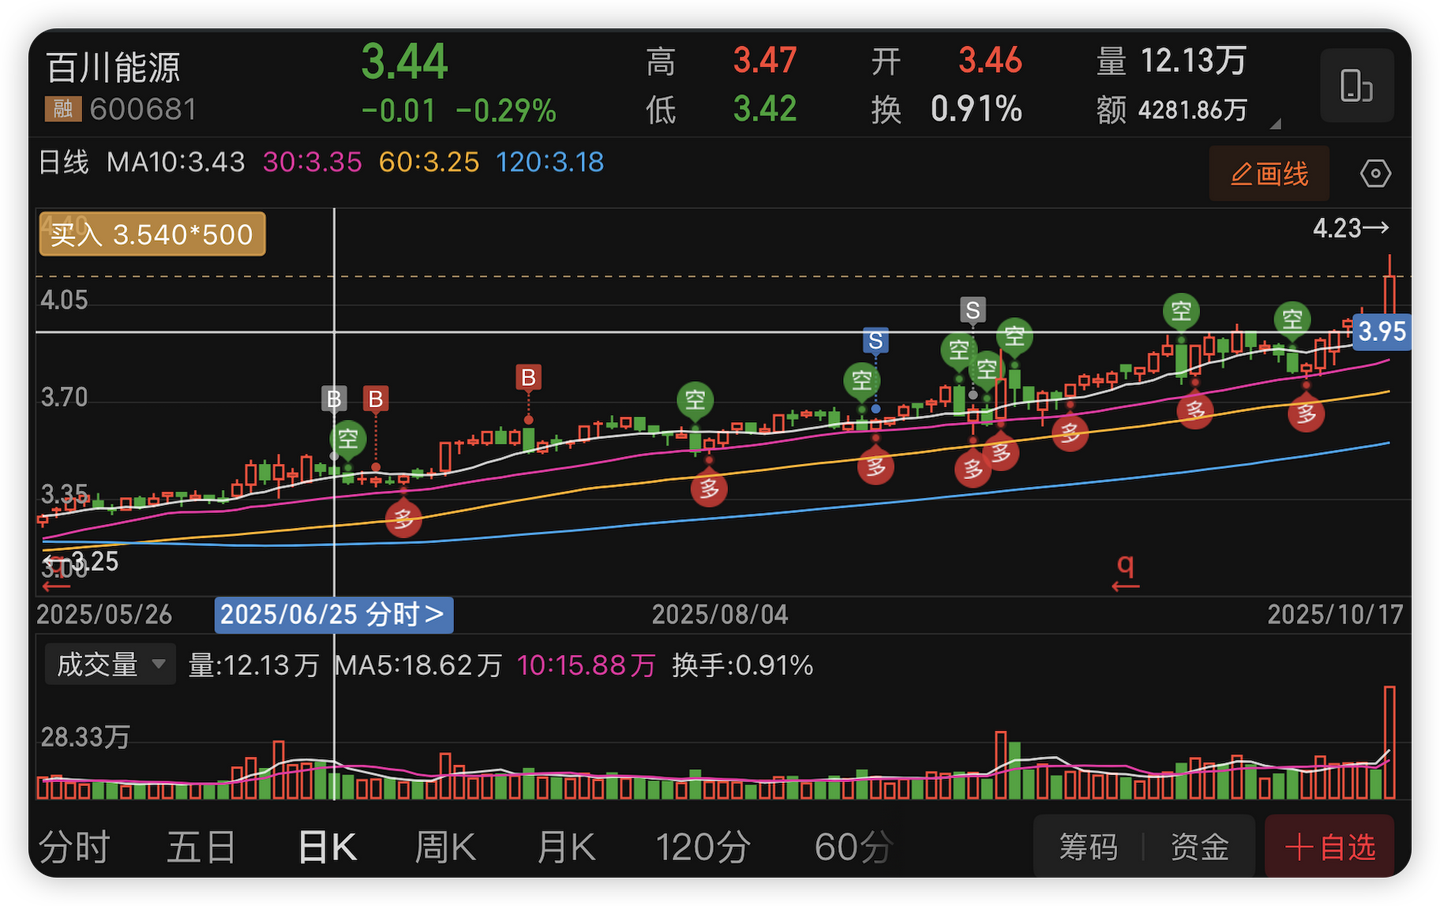 百川能源 3.44 高 3.47 开 3.46 量 12.13万
融 600681 -0.01 -0.29% 低 3.42 换 0.91% 额 4281.86万
日线 MA10:3.43 30:3.35 60:3.25 120:3.18 画线
4.40
买入 3.540*500
4.23→
4.05
S
空 空
S 3.95
空
空
空
空
3.70
B B B
空
空
多 多
多
多
多 多
多
3.35
多
←3.25
3.00
q q
2025/05/26 2025/06/25 分时> 2025/08/04 2025/10/17
成交量 量:12.13万 MA5:18.62万 10:15.88万 换手:0.91%
28.33万
分时 五日 日K 周K 月K 120分 60分 筹码 资金 十自选